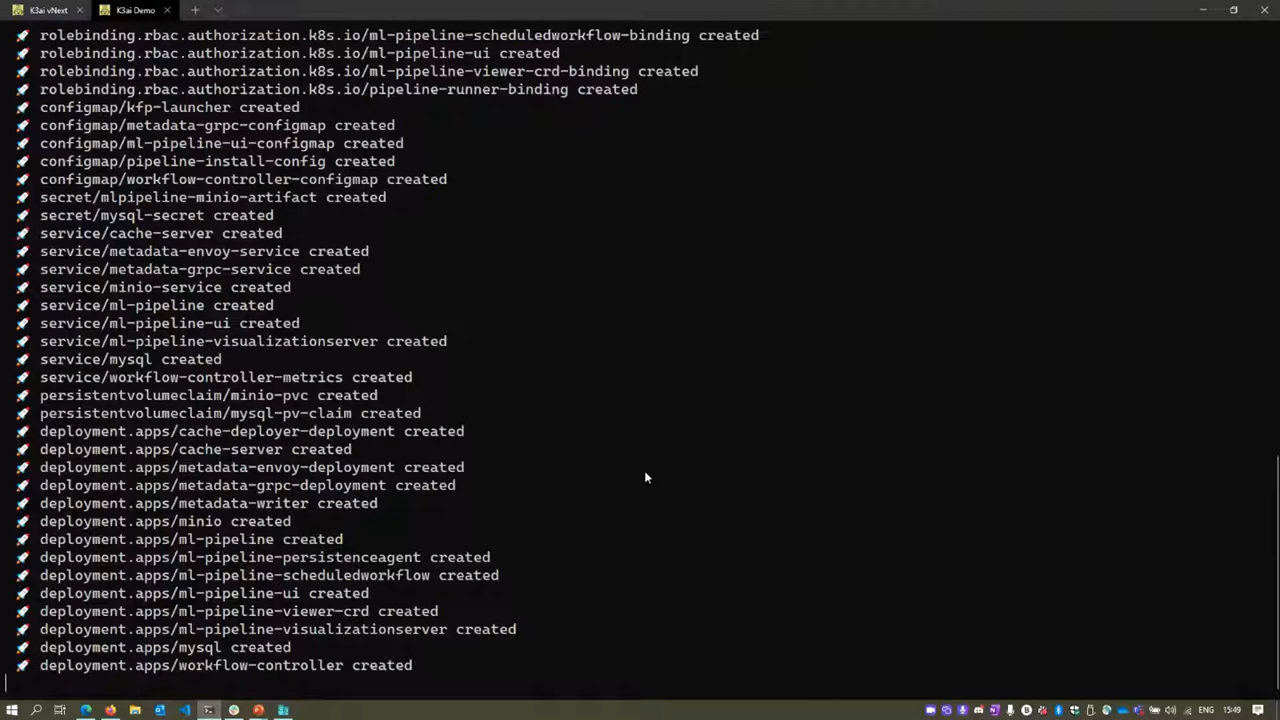 K3ai vNext
K3ai Demo
rolebinding.rbac.authorization.k8s.io/ml-pipeline-scheduledworkflow-binding created
rolebinding.rbac.authorization.k8s.io/ml-pipeline-ui created
rolebinding.rbac.authorization.k8s.io/ml-pipeline-viewer-crd-binding created
rolebinding.rbac.authorization.k8s.io/pipeline-runner-binding created
configmap/kfp-launcher created
configmap/metadata-grpc-configmap created
configmap/ml-pipeline-ui-configmap created
configmap/pipeline-install-config created
configmap/workflow-controller-configmap created
secret/mlpipeline-minio-artifact created
secret/mysql-secret created
service/cache-server created
service/metadata-envoy-service created
service/metadata-grpc-service created
service/minio-service created
service/ml-pipeline created
service/ml-pipeline-ui created
service/ml-pipeline-visualizationserver created
service/mysql created
service/workflow-controller-metrics created
persistentvolumeclaim/minio-pvc created
persistentvolumeclaim/mysql-pv-claim created
deployment.apps/cache-deployer-deployment created
deployment.apps/cache-server created
deployment.apps/metadata-envoy-deployment created
deployment.apps/metadata-grpc-deployment created
deployment.apps/metadata-writer created
deployment.apps/minio created
deployment.apps/ml-pipeline created
deployment.apps/ml-pipeline-persistenceagent created
deployment.apps/ml-pipeline-scheduledworkflow created
deployment.apps/ml-pipeline-ui created
deployment.apps/ml-pipeline-viewer-crd created
deployment.apps/ml-pipeline-visualizationserver created
deployment.apps/mysql created
deployment.apps/workflow-controller created
ENG
15:49